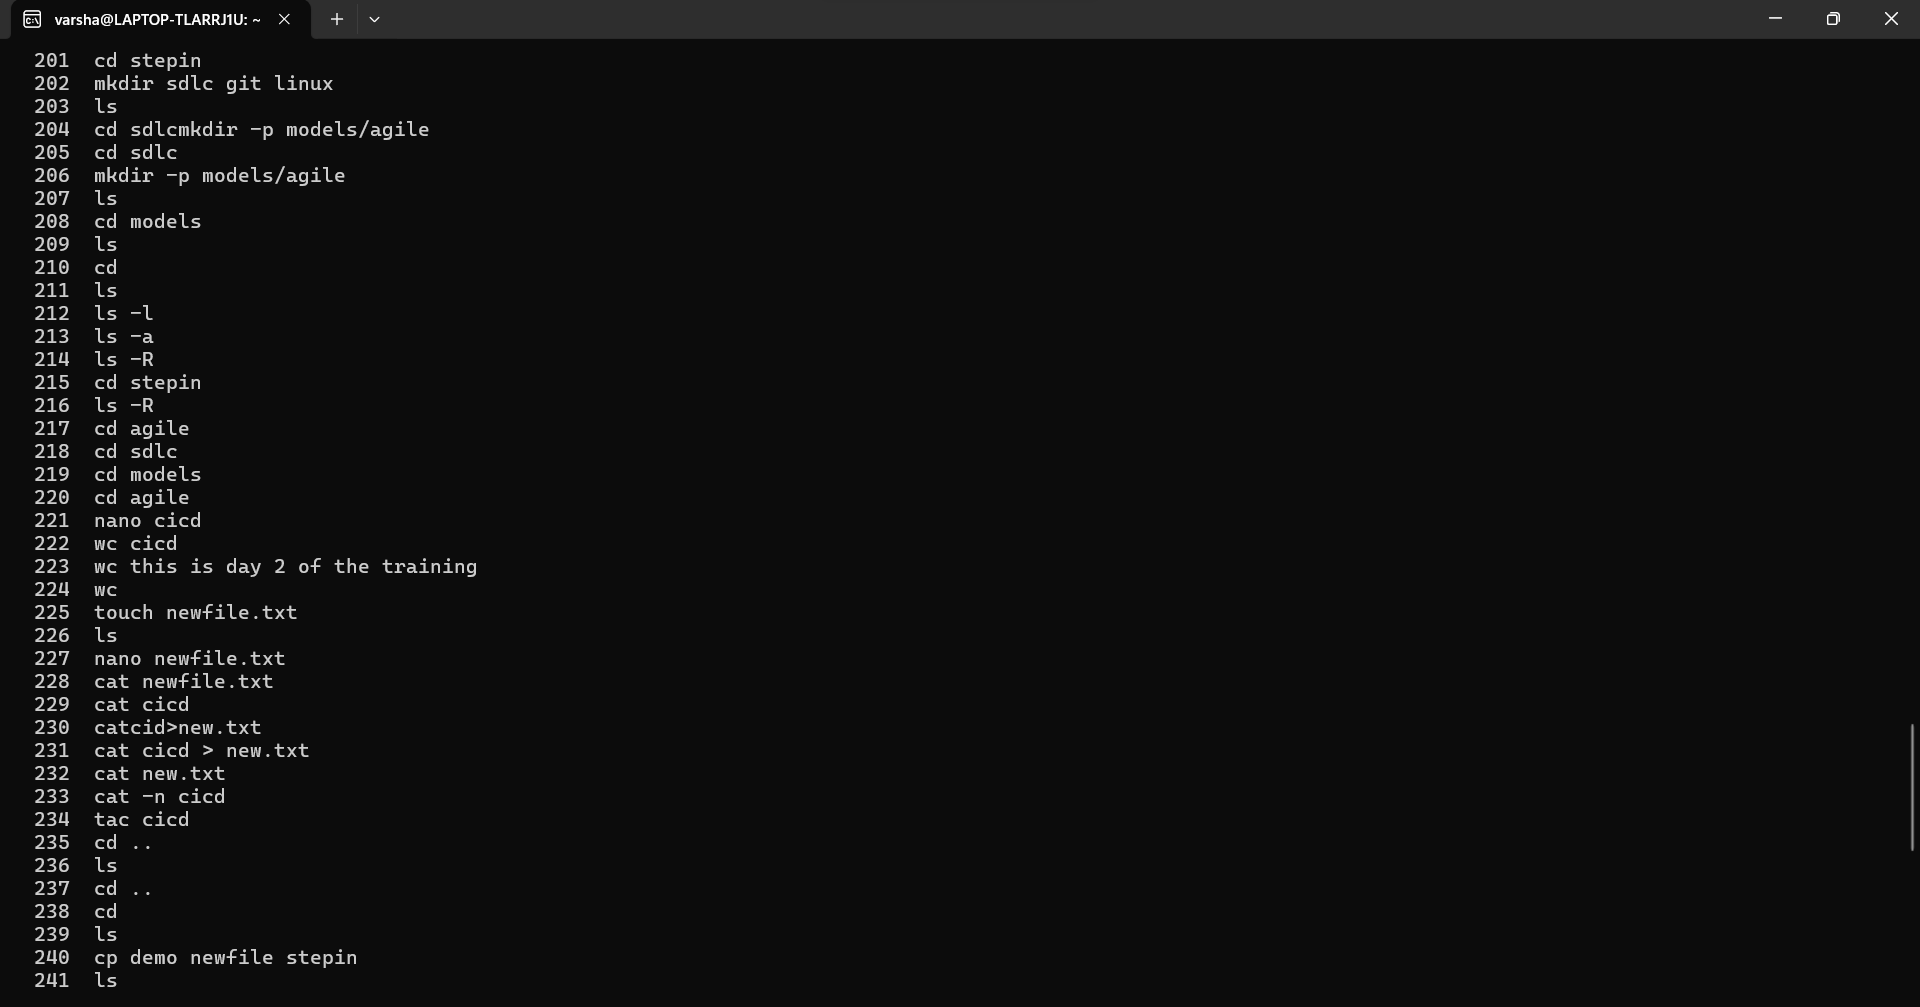 varsha@LAPTOP-TLARRJ1U: ~
201 cd stepin
202 mkdir sdlc git linux
203 ls
204 cd sdlcmkdir -p models/agile
205 cd sdlc
206 mkdir -p models/agile
207 ls
208 cd models
209 ls
210 cd
211 ls
212 ls -l
213 ls -a
214 ls -R
215 cd stepin
216 ls -R
217 cd agile
218 cd sdlc
219 cd models
220 cd agile
221 nano cicd
222 wc cicd
223 wc this is day 2 of the training
224 wc
225 touch newfile.txt
226 ls
227 nano newfile.txt
228 cat newfile.txt
229 cat cicd
230 catcid>new.txt
231 cat cicd > new.txt
232 cat new.txt
233 cat -n cicd
234 tac cicd
235 cd ..
236 ls
237 cd ..
238 cd
239 ls
240 cp demo newfile stepin
241 ls